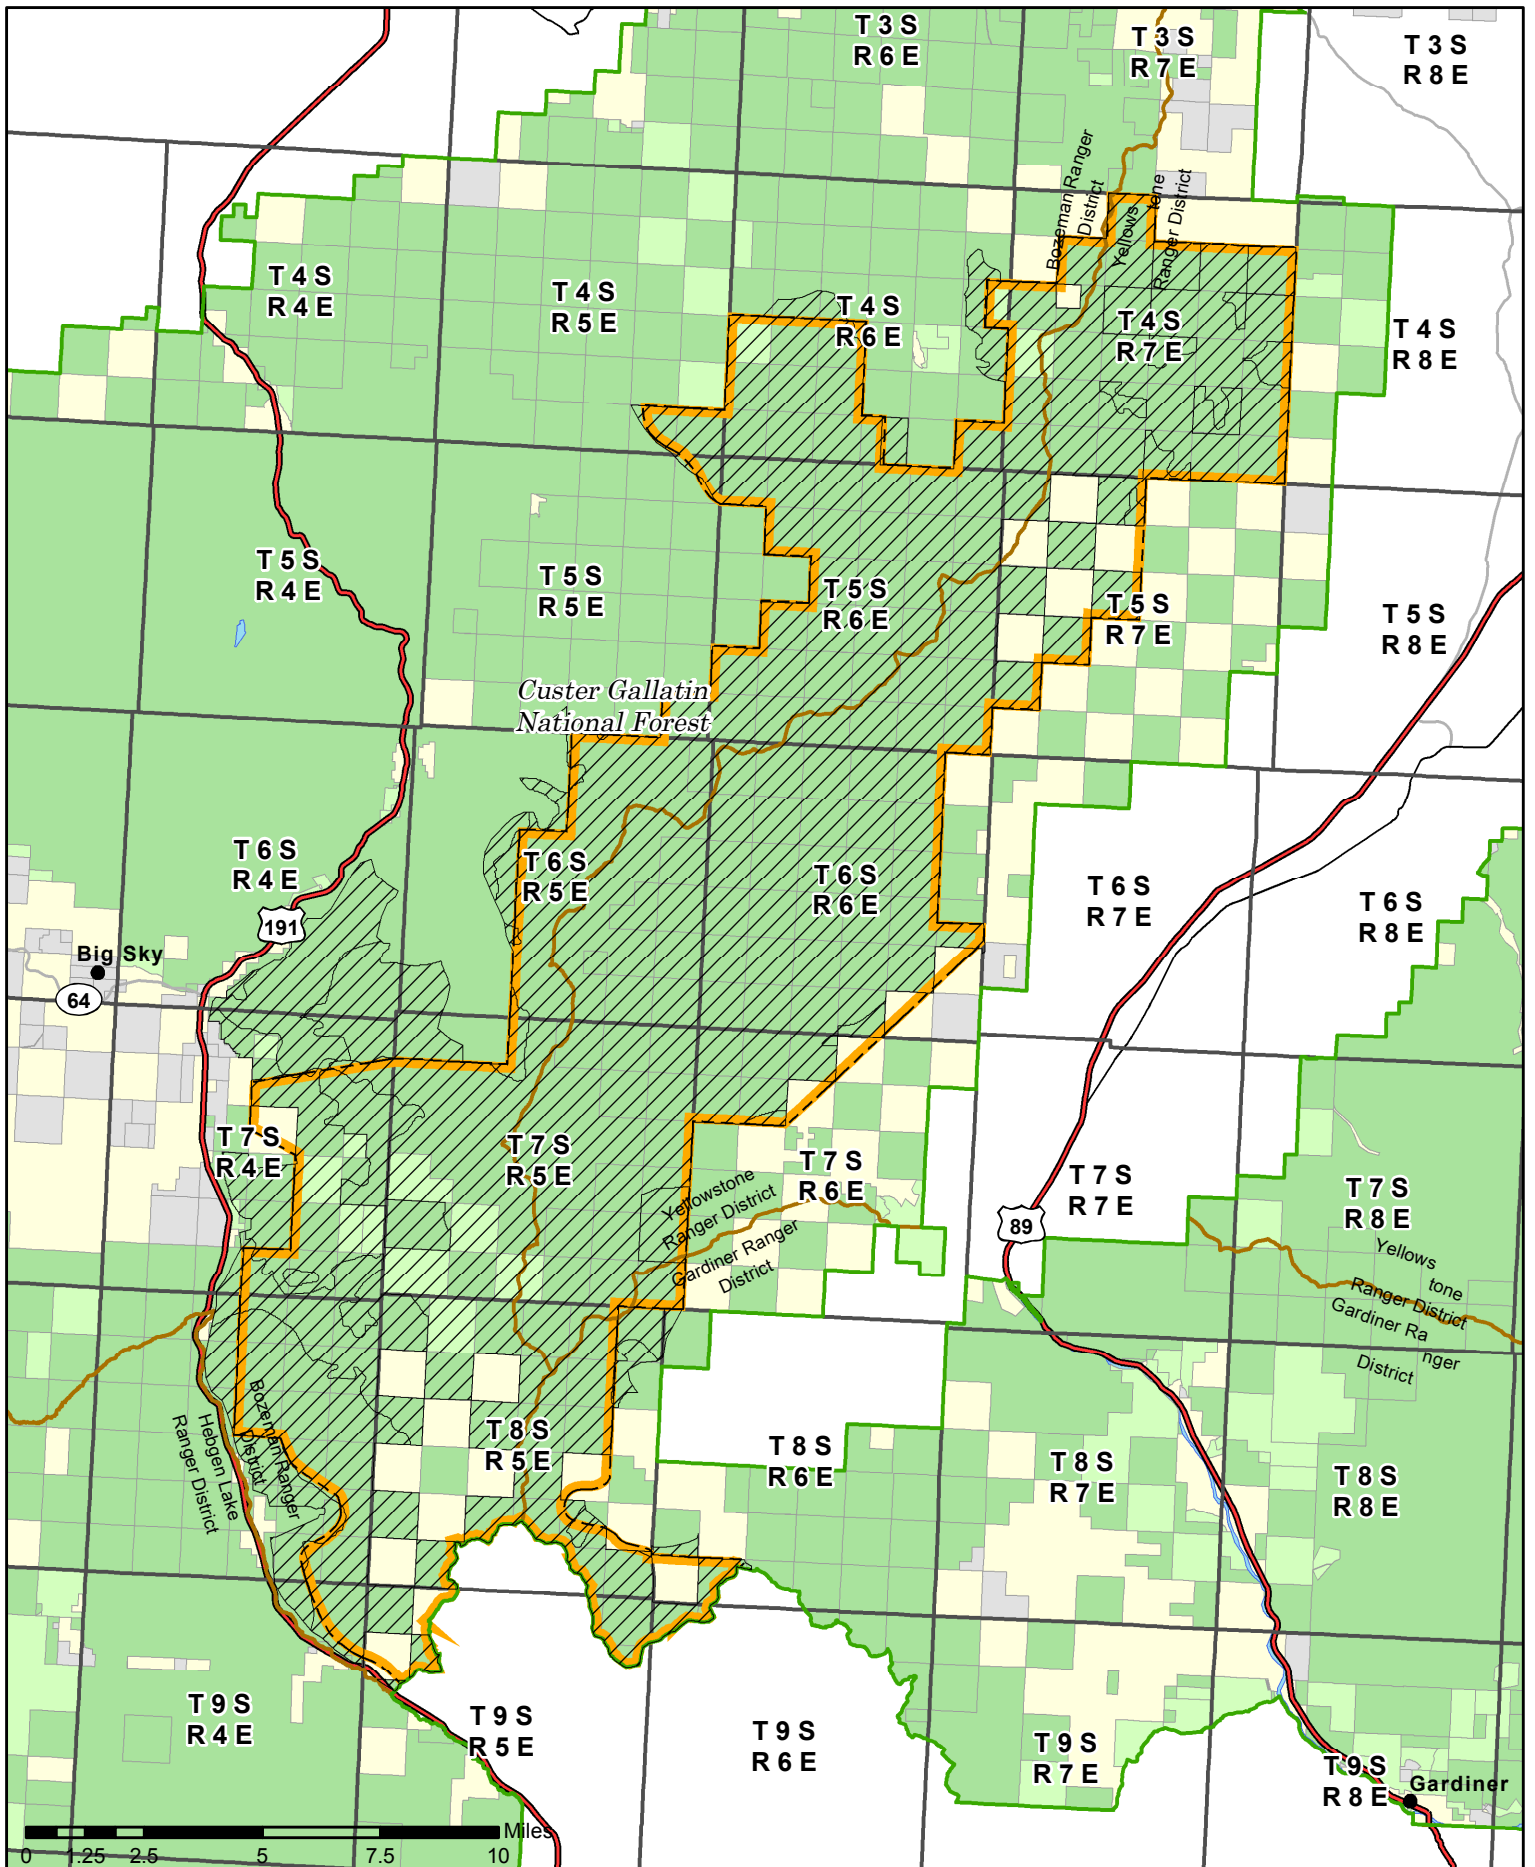 T 3 S
R 6 E
T 3 S
R 7 E
T 3 S
R 8 E
Bozeman Ranger
District
Yellows
tone
Ranger District
T 4 S
R 4 E
T 4 S
R 5 E
T 4 S
R 6 E
T 4 S
R 7 E
T 4 S
R 8 E
T 5 S
R 4 E
T 5 S
R 5 E
T 5 S
R 6 E
T 5 S
R 7 E
T 5 S
R 8 E
Custer Gallatin
National Forest
T 6 S
R 4 E
T 6 S
R 5 E
T 6 S
R 6 E
T 6 S
R 7 E
T 6 S
R 8 E
191
Big Sky
64
T 7 S
R 4 E
T 7 S
R 5 E
T 7 S
R 6 E
T 7 S
R 7 E
T 7 S
R 8 E
Yellowstone
Ranger District
Gardiner Ranger
District
89
Yellows
tone
Ranger District
Gardiner Ra
nger
District
Bozeman Ranger
District
Hebgen Lake
Ranger District
T 8 S
R 5 E
T 8 S
R 6 E
T 8 S
R 7 E
T 8 S
R 8 E
T 9 S
R 4 E
T 9 S
R 5 E
T 9 S
R 6 E
T 9 S
R 7 E
T 9 S
R 8 E
Gardiner
Miles
0 1.25 2.5 5 7.5 10